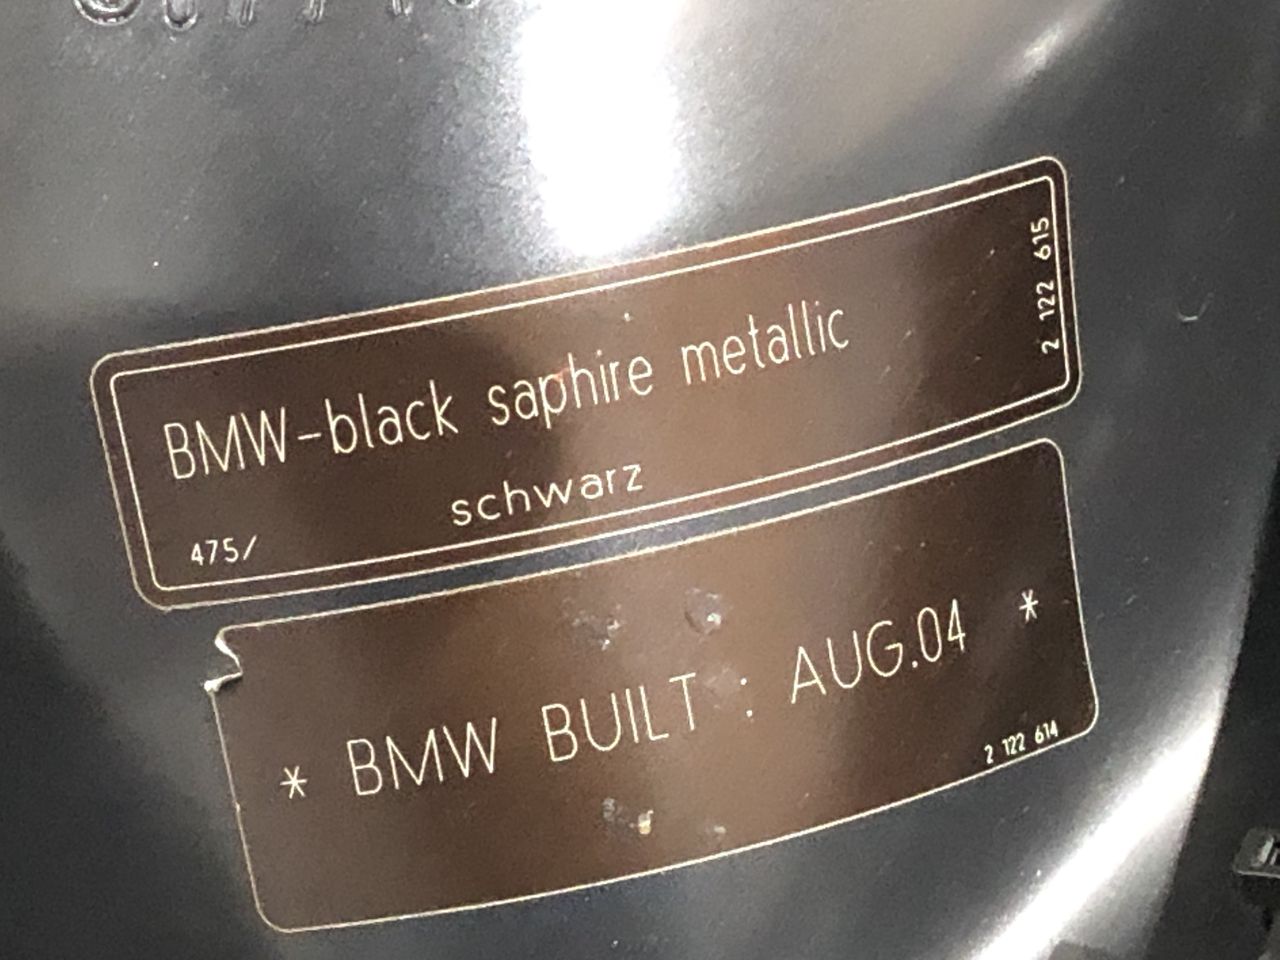 BMW-black saphire metallic
schwarz
475/
2 122 615
* BMW BUILT : AUG.04 *
2 122 614